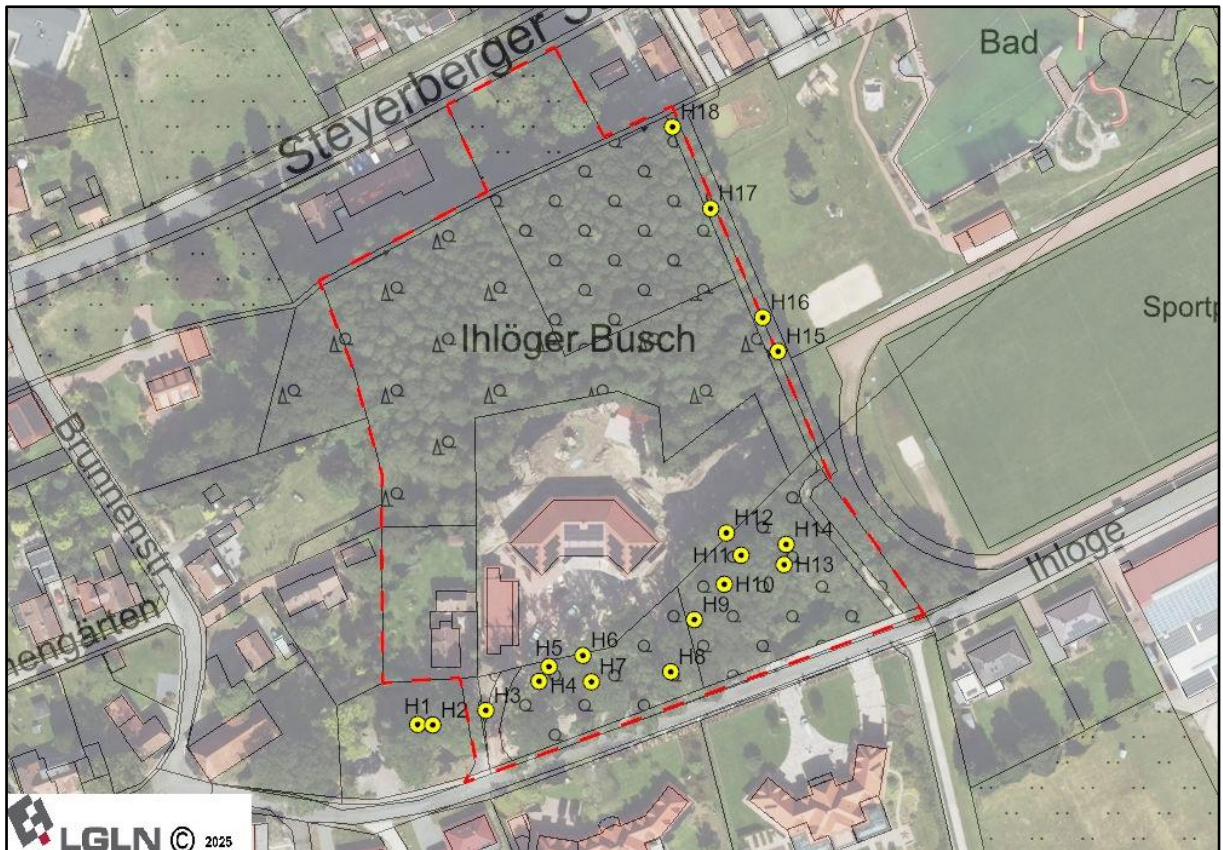 Bad
Steyerberger S
H18
H17
Sportp
H16
Ihlöger Busch
H15
Brunnenstr.
H12
H14
H11
H13
Ihloge
H10
H9
nengärten
H6
H5
H7
H8
H4
H3
H1
H2
LGLN © 2025